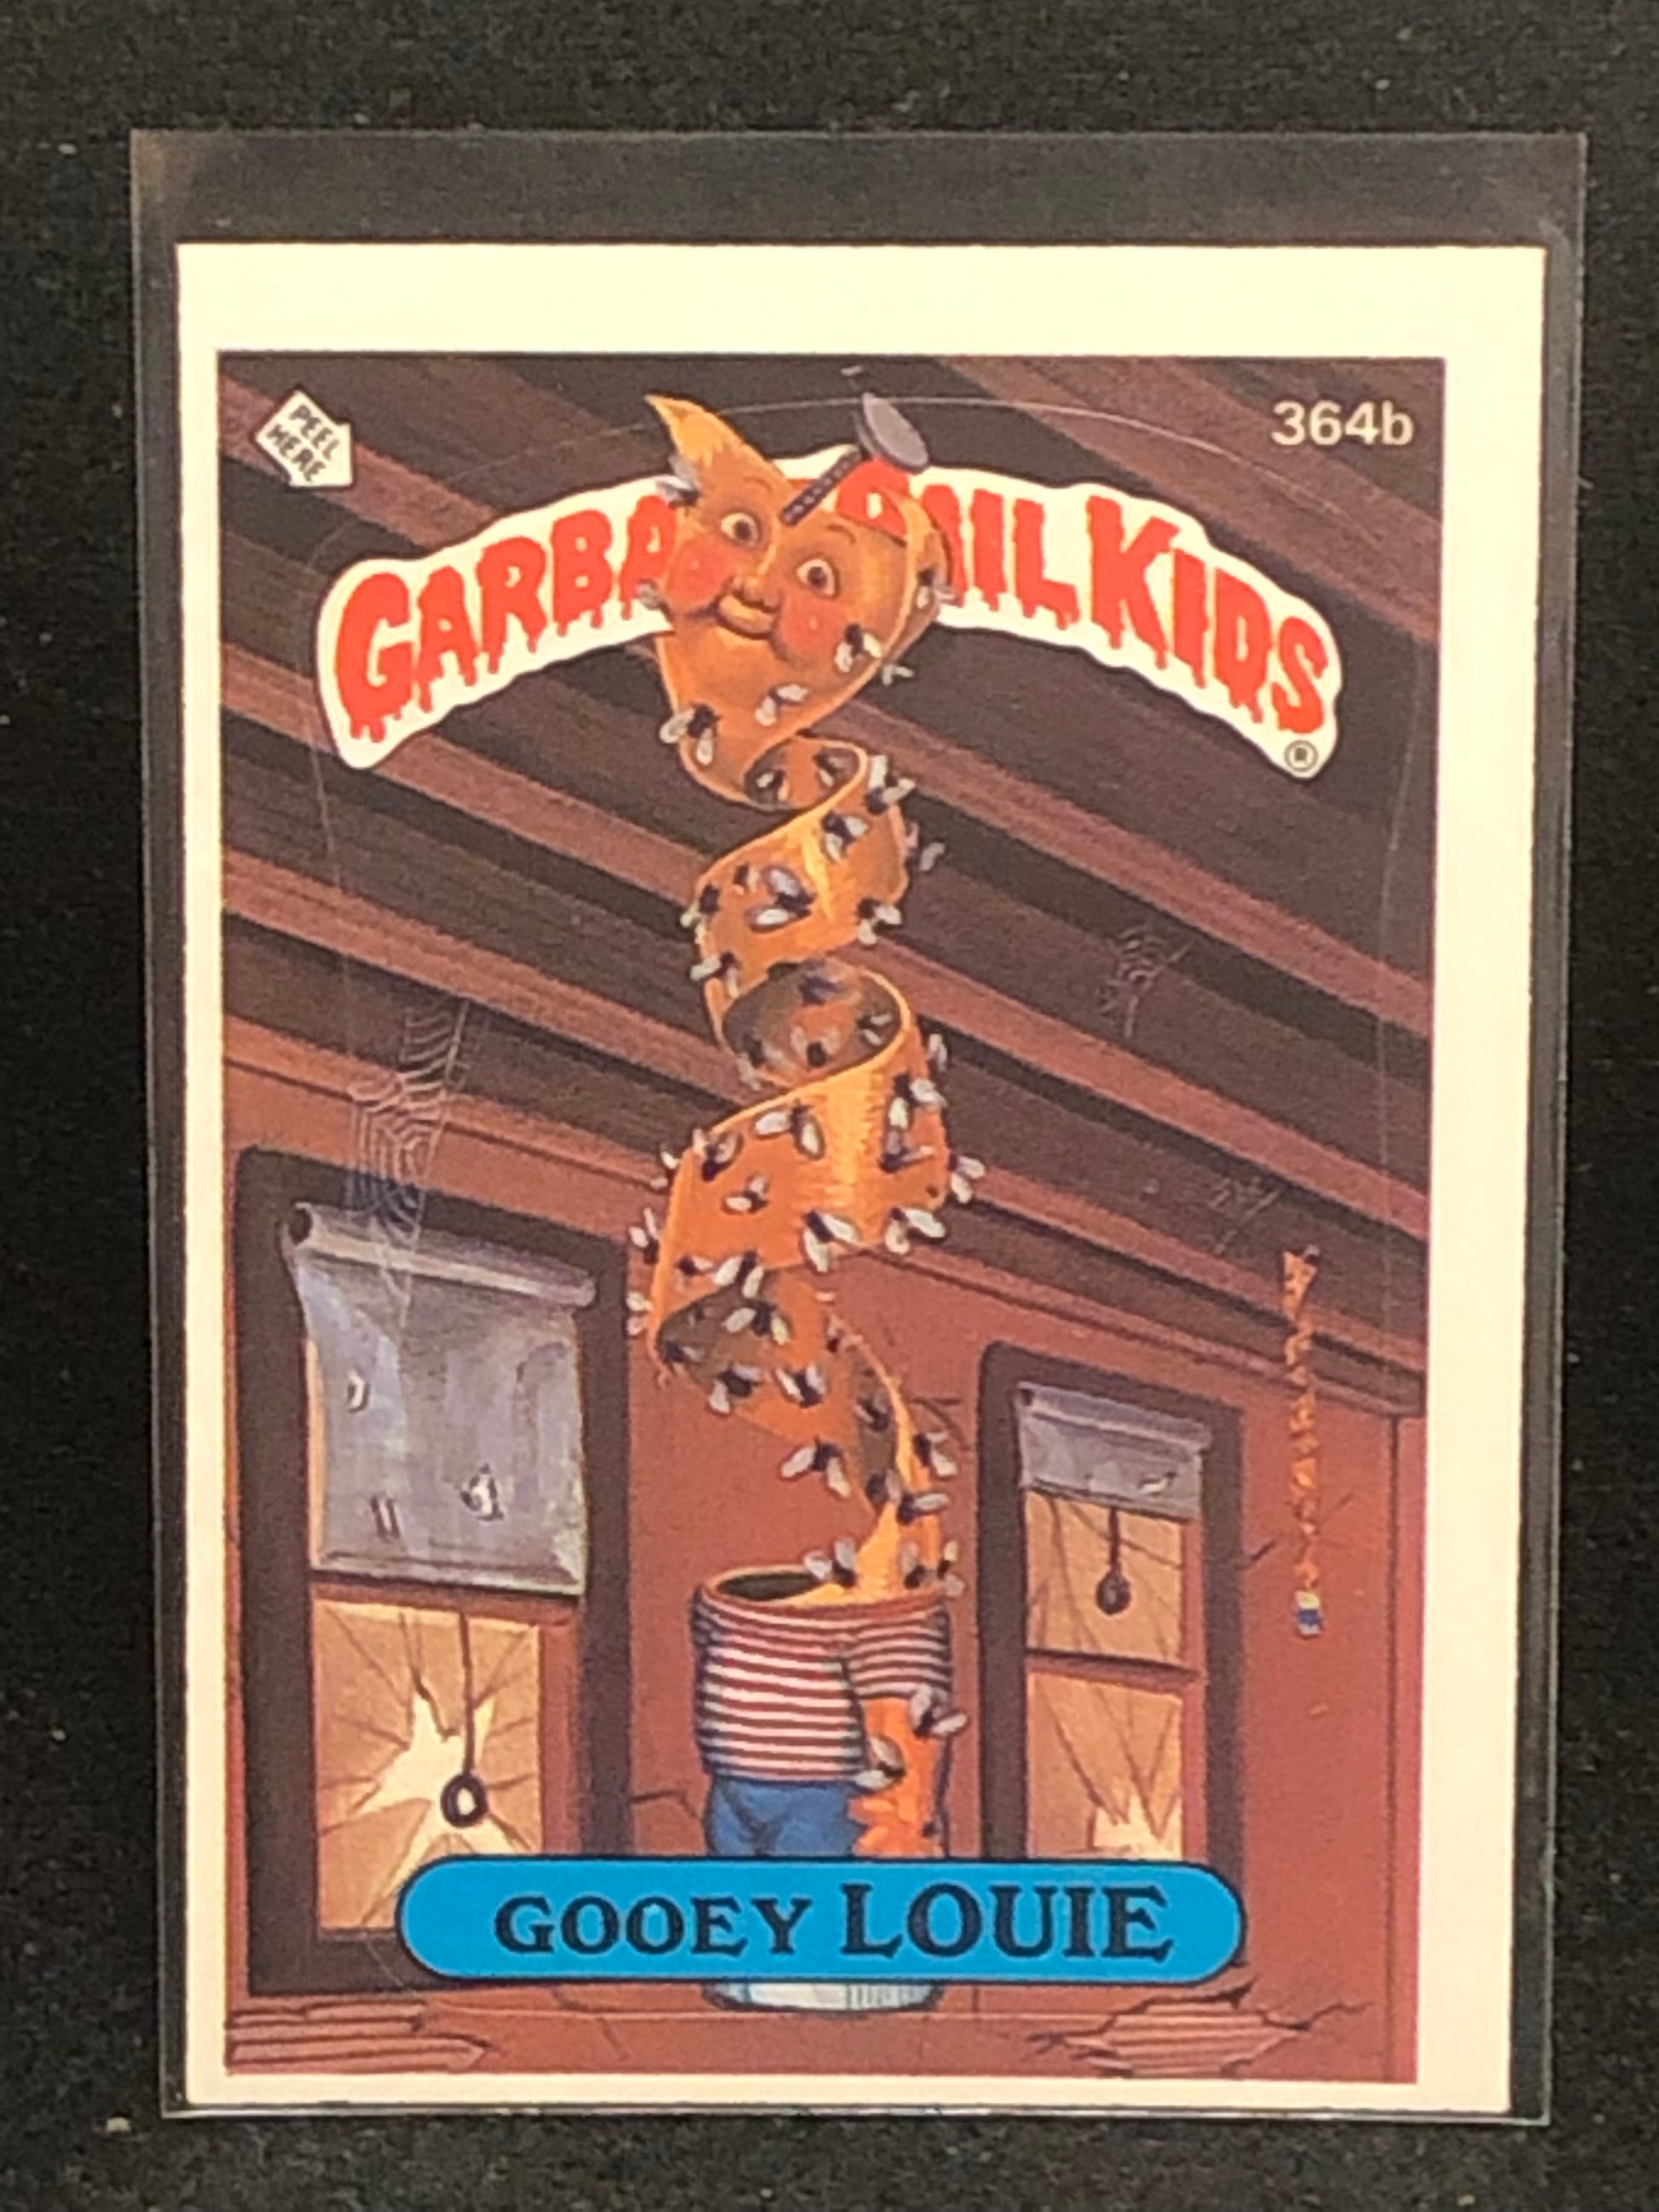 PEEL
HERE
364b
GARBA AIL KIDS
®
GOOEY LOUIE